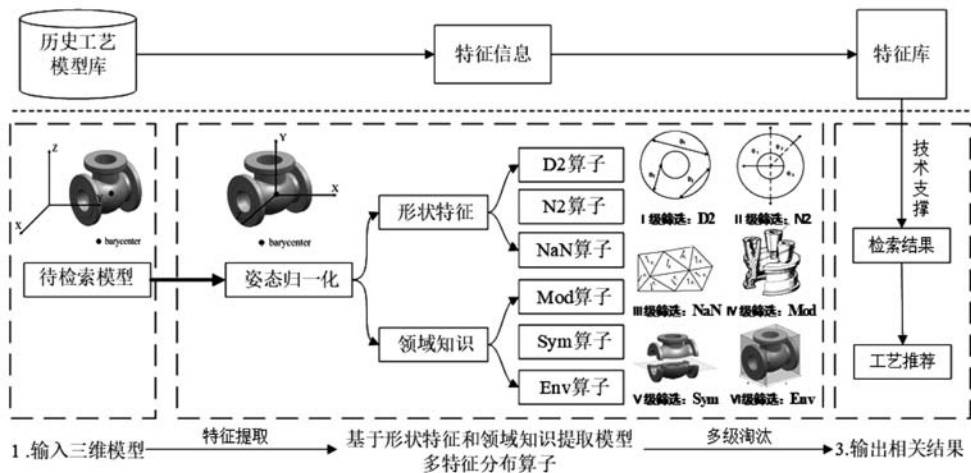 历史工艺
模型库
特征信息
特征库
技术支撑
Z
X
barycenter
待检索模型
Y
X
barycenter
姿态归一化
形状特征
领域知识
D2算子
N2算子
NaN算子
Mod算子
Sym算子
Env算子
Ⅰ级筛选：D2
Ⅱ级筛选：N2
Ⅲ级筛选：NaN
Ⅳ级筛选：Mod
Ⅴ级筛选：Sym
Ⅵ级筛选：Env
检索结果
工艺推荐
1.输入三维模型
特征提取
基于形状特征和领域知识提取模型
多特征分布算子
多级淘汰
3.输出相关结果